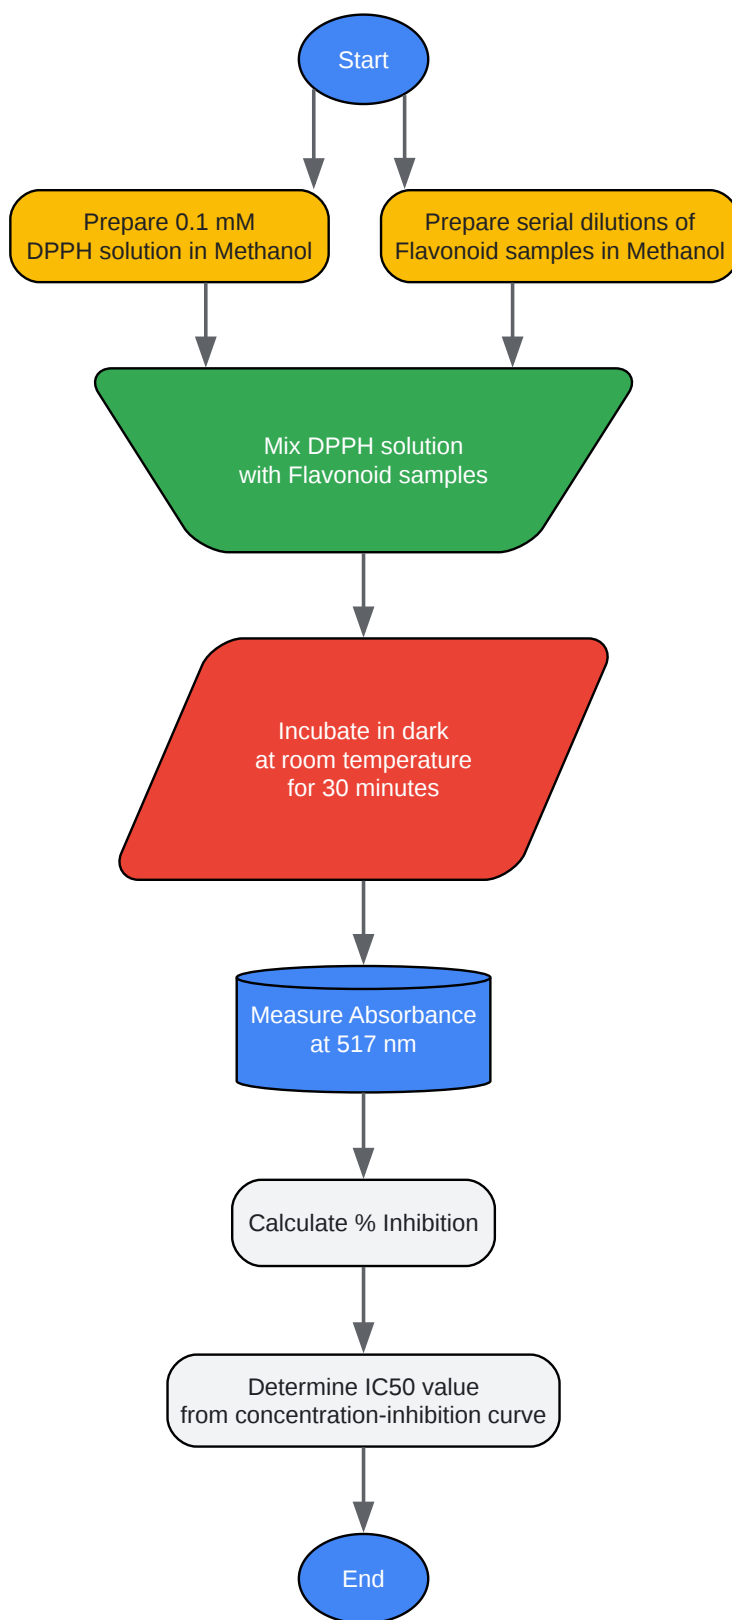 Start
Prepare 0.1 mM
DPPH solution in Methanol
Prepare serial dilutions of
Flavonoid samples in Methanol
Mix DPPH solution
with Flavonoid samples
Incubate in dark
at room temperature
for 30 minutes
Measure Absorbance
at 517 nm
Calculate % Inhibition
Determine IC50 value
from concentration-inhibition curve
End